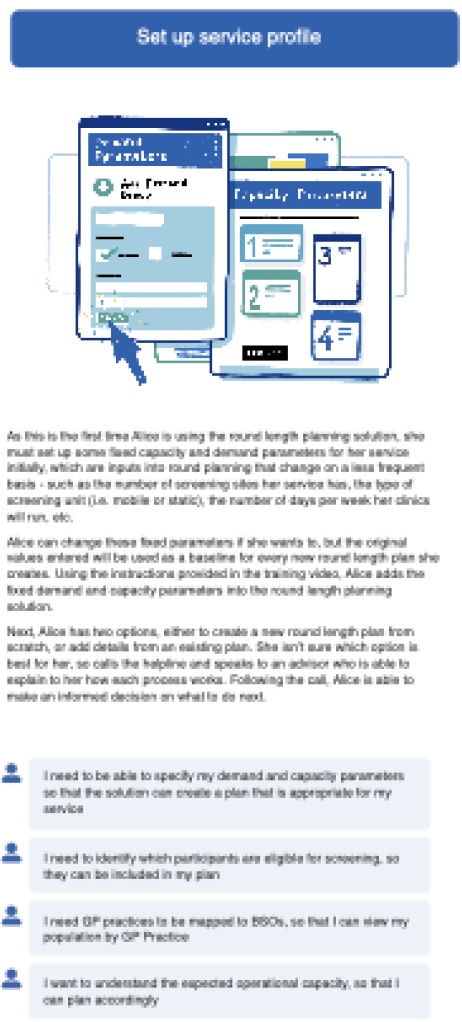 Set up service profile
Demand
Parameters
Capacity Parameters
1
2
3
4
As this is the first time Alice is using the round length planning solution, she
must set up some fixed capacity and demand parameters for her service
initially, which are inputs into round planning that change on a less frequent
basis - such as the number of screening sites her service has, the type of
screening unit (i.e. mobile or static), the number of days per week her clinics
will run, etc.
Alice can change these fixed parameters if she wants to, but the original
values entered will be used as a baseline for every new round length plan she
creates. Using the instructions provided in the training video, Alice adds the
fixed demand and capacity parameters into the round length planning
solution.
Next, Alice has two options, either to create a new round length plan from
scratch, or add details from an existing plan. She isn't sure which option is
best for her, so calls the helpline and speaks to an advisor who is able to
explain to her how each process works. Following the call, Alice is able to
make an informed decision on what to do next.
I need to be able to specify my demand and capacity parameters
so that the solution can create a plan that is appropriate for my
service
I need to identify which participants are eligible for screening, so
they can be included in my plan
I need GP practices to be mapped to BSOs, so that I can view my
population by GP Practice
I want to understand the expected operational capacity, so that I
can plan accordingly